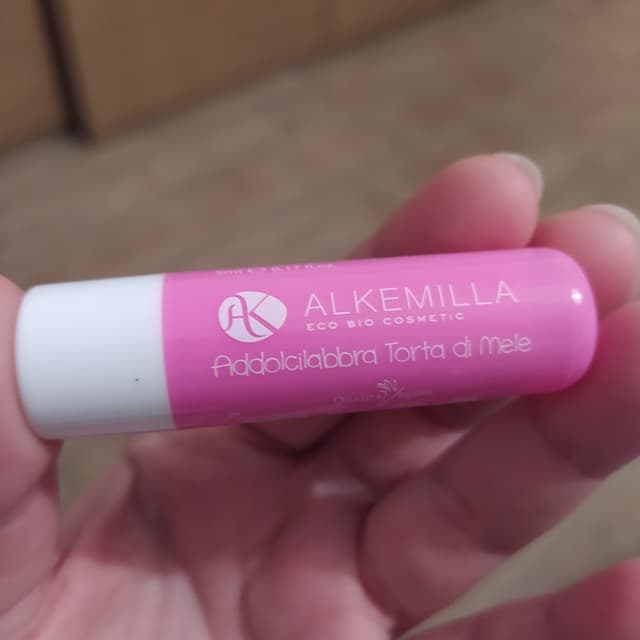 AK
ALKEMILLA
ECO BIO COSMETIC
Addolcilabbra Torta di Mele